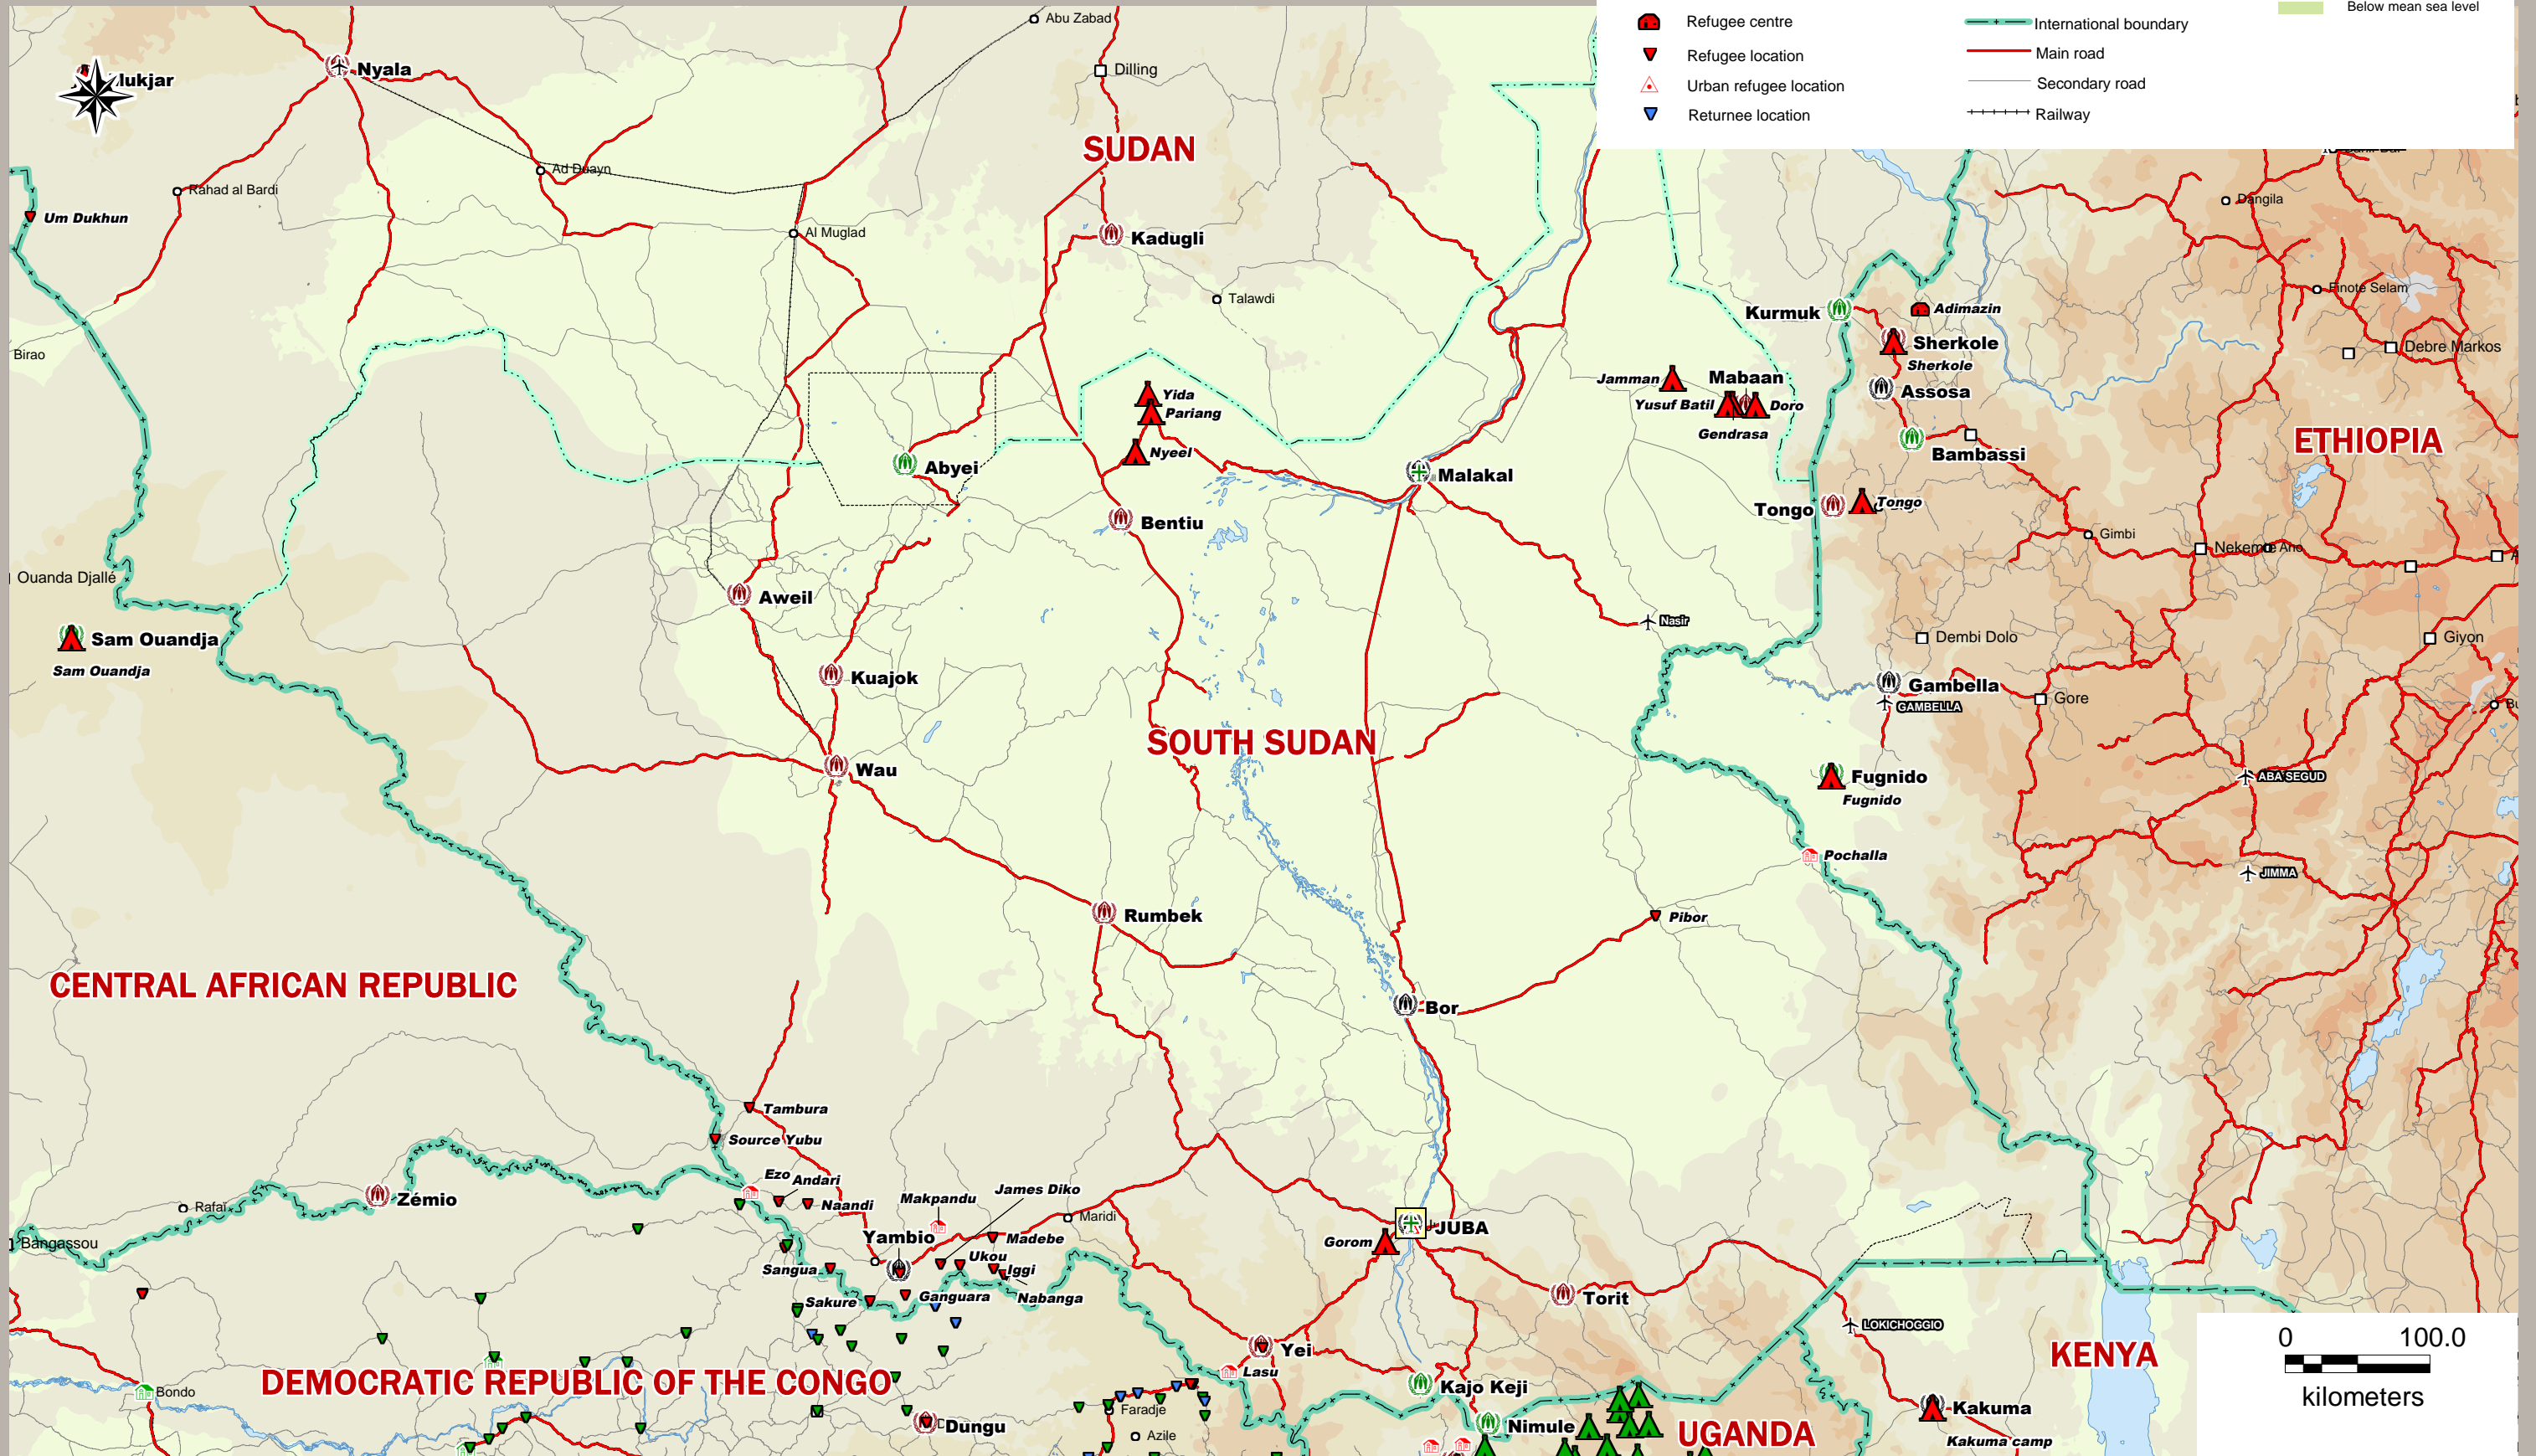 Refugee centre
Refugee location
Urban refugee location
Returnee location
International boundary
Main road
Secondary road
Railway
Below mean sea level
Abu Zabad
Nyala
Dilling
lukjar
SUDAN
Ad Duayn
Rahad al Bardi
Um Dukhun
Al Muglad
Kadugli
Talawdi
Dangila
Finote Selam
Kurmuk
Adimazin
Sherkole
Sherkole
Debre Markos
Birao
Jamman
Mabaan
Assosa
Yida
Pariang
Yusuf Batil
Doro
Gendrasa
ETHIOPIA
Nyeel
Bambassi
Abyei
Malakal
Tongo
Tongo
Bentiu
Gimbi
Nekemte
Ano
Ouanda Djallé
Aweil
Nasir
Sam Ouandja
Sam Ouandja
Dembi Dolo
Giyon
Kuajok
Gambella
GAMBELLA
Gore
Bu
SOUTH SUDAN
Wau
Fugnido
Fugnido
ABA SEGUD
Pochalla
JIMMA
Rumbek
Pibor
CENTRAL AFRICAN REPUBLIC
Bor
Tambura
Source Yubu
Ezo
Andari
Naandi
Makpandu
James Diko
Zémio
Rafaï
Maridi
Yambio
Madebe
JUBA
Gorom
Bangassou
Ukou
Iggi
Sangua
Ganguara
Nabanga
Sakure
Torit
LOKICHOGGIO
KENYA
Yei
Lasu
DEMOCRATIC REPUBLIC OF THE CONGO
Bondo
Kajo Keji
Faradje
Dungu
Azile
Nimule
UGANDA
Kakuma
Kakuma camp
0 100.0
kilometers